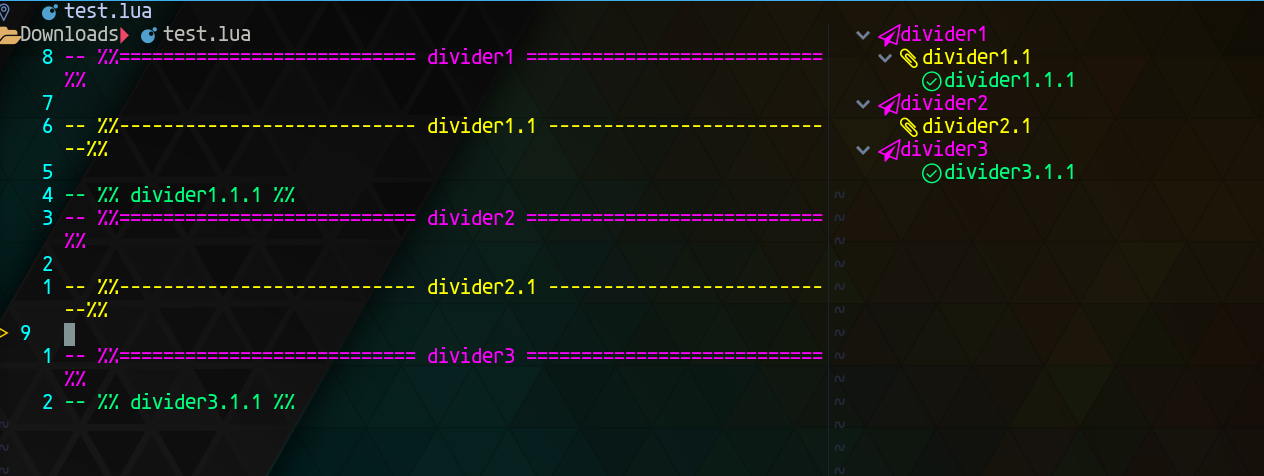 test.lua
Downloads test.lua
8 -- %%=========================== divider1 ===========================
%%
7
6 -- %%--------------------------- divider1.1 -------------------------
--%%
5
4 -- %% divider1.1.1 %%
3 -- %%=========================== divider2 ===========================
%%
2
1 -- %%--------------------------- divider2.1 -------------------------
--%%
9
1 -- %%=========================== divider3 ===========================
%%
2 -- %% divider3.1.1 %%
divider1
divider1.1
divider1.1.1
divider2
divider2.1
divider3
divider3.1.1